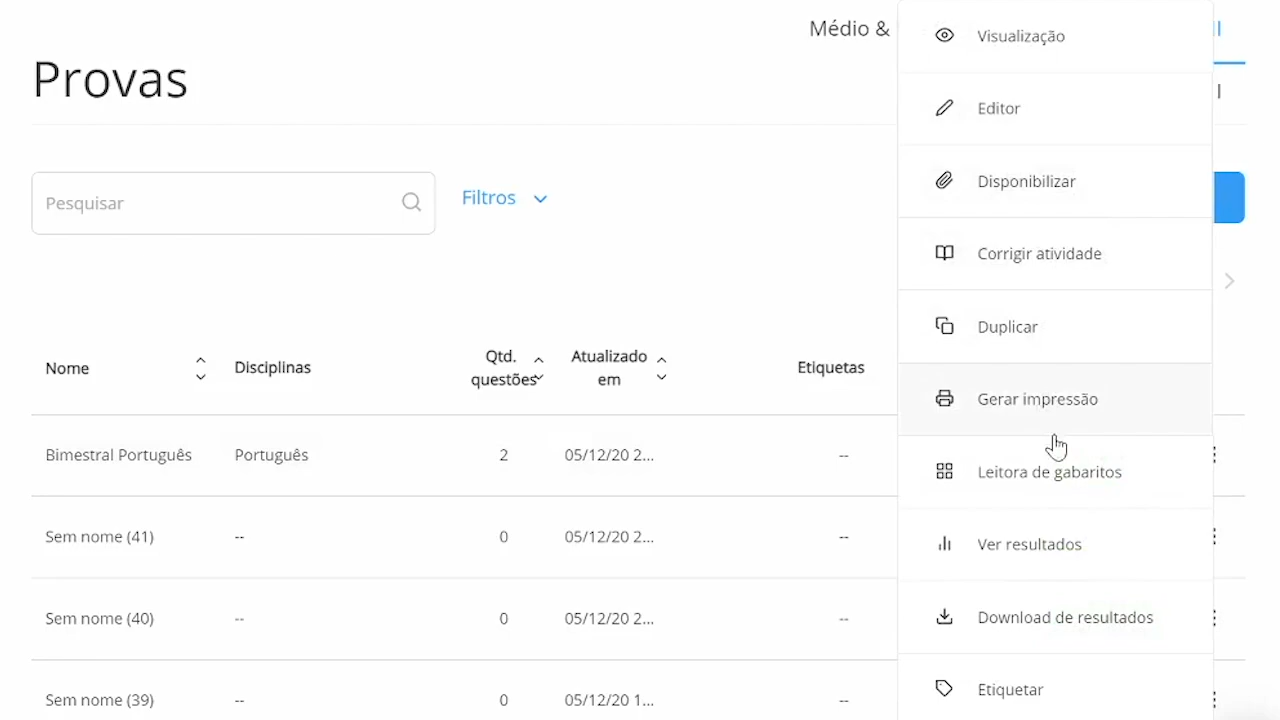 Médio &
Provas
Pesquisar
Filtros
Nome
Disciplinas
Qtd.
questões
Atualizado
em
Etiquetas
Bimestral Português
Português
2
05/12/20 2...
--
Sem nome (41)
--
0
05/12/20 2...
--
Sem nome (40)
--
0
05/12/20 2...
--
Sem nome (39)
--
0
05/12/20 1...
--
Visualização
Editor
Disponibilizar
Corrigir atividade
Duplicar
Gerar impressão
Leitora de gabaritos
Ver resultados
Download de resultados
Etiquetar